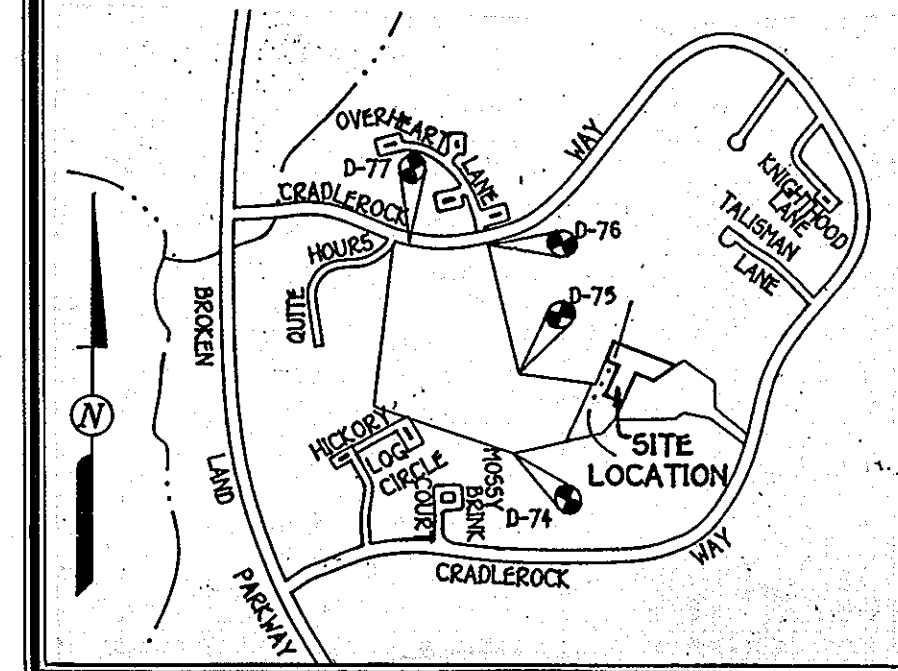 OVERHEART
LANE
WAY
D-77
CRADLEROCK
KNIGHTHOOD
LANE
TALISMAN
LANE
D-76
HOURS
QUITE
D-75
BROKEN
LAND
PARKWAY
N
HICKORY
LOG
CIRCLE
MOSSY
BRINK
COURT
D-74
SITE
LOCATION
CRADLEROCK
WAY